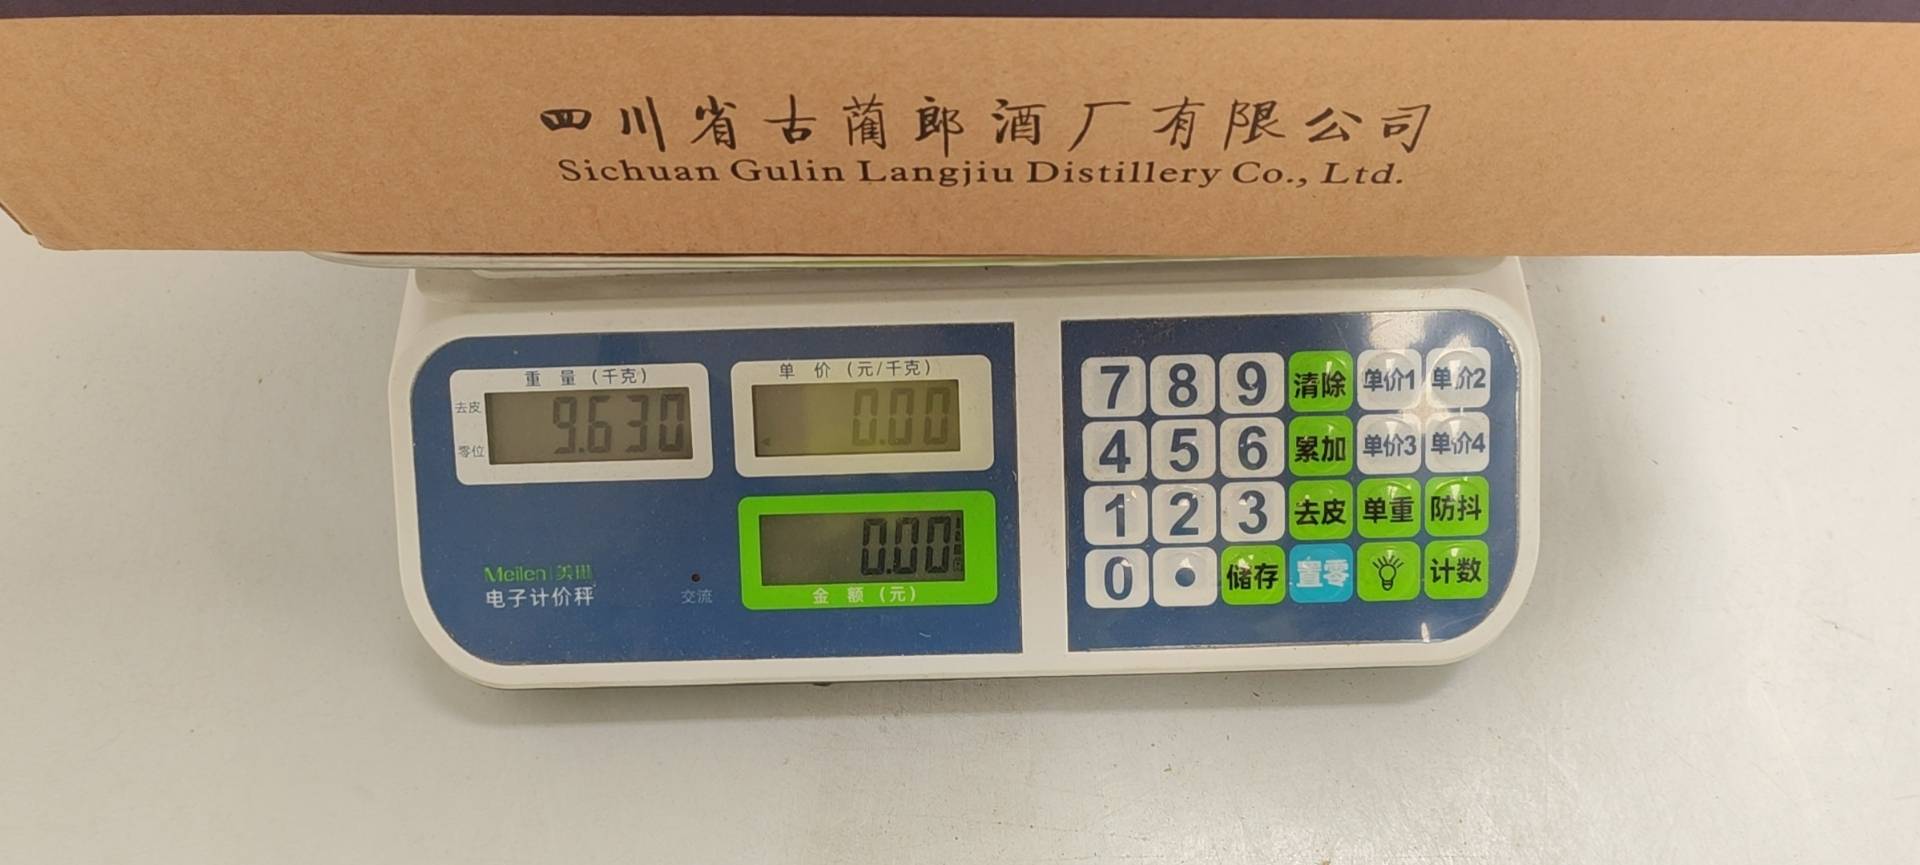 四川省古蔺郎酒厂有限公司
Sichuan Gulin Langjiu Distillery Co., Ltd.
重 量 (千克)
去皮
零位
9.630
单 价 (元/千克)
0.00
0.00
金 额 (元)
Meilen
电子计价秤
交流
7 8 9 清除 单价1 单价2
4 5 6 累加 单价3 单价4
1 2 3 去皮 单重 防抖
0 • 储存 置零 计数